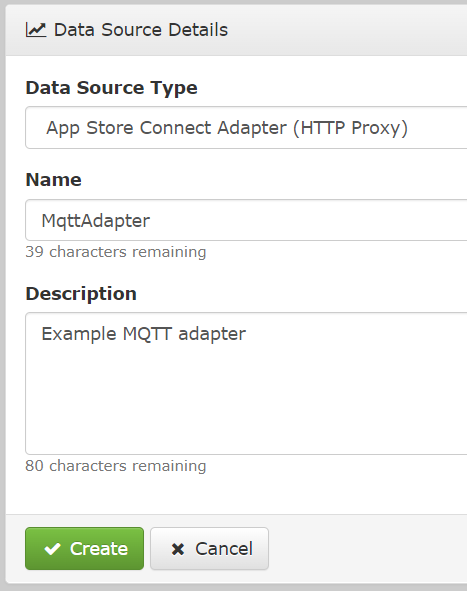 Data Source Details
Data Source Type
App Store Connect Adapter (HTTP Proxy)
Name
MqttAdapter
39 characters remaining
Description
Example MQTT adapter
80 characters remaining
Create
Cancel